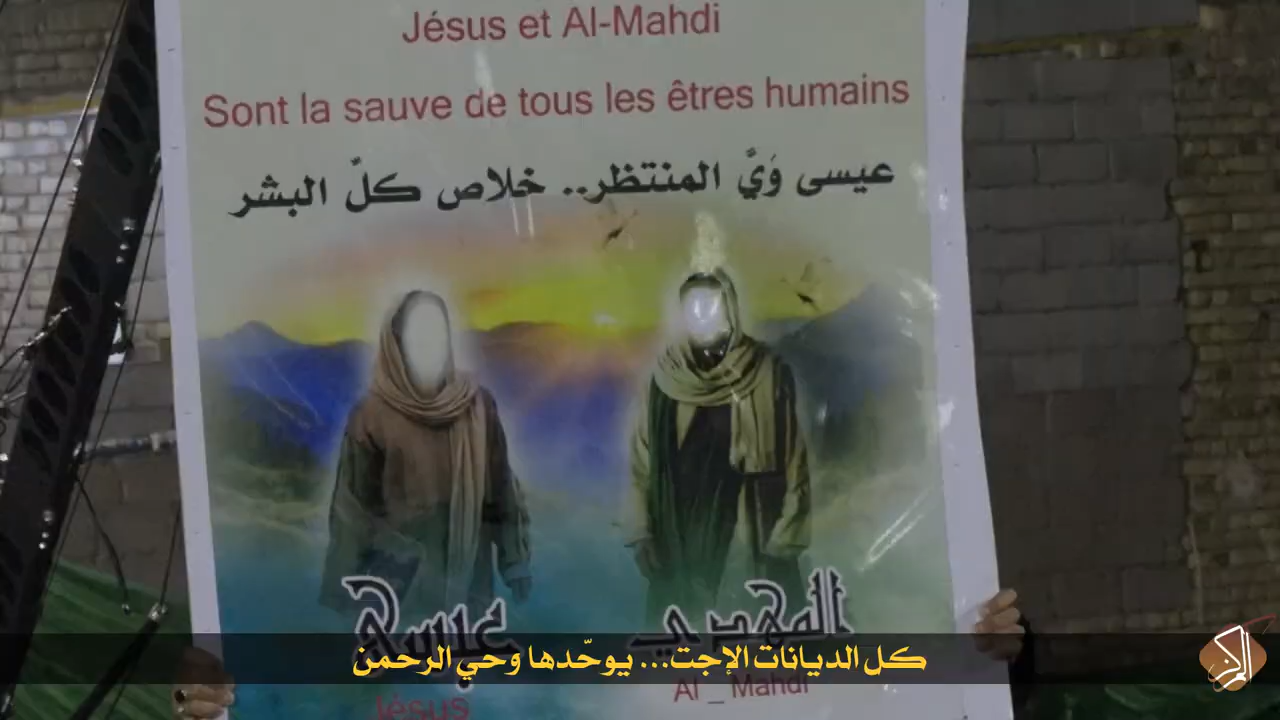 Jésus et Al-Mahdi
Sont la sauve de tous les êtres humains
عيسى وَيَّ المنتظر.. خلاص كلّ البشر
عيسى
المهدي
كل الديانات الإجت... يوحّدها وحي الرحمن
Jésus
Al _ Mahdi